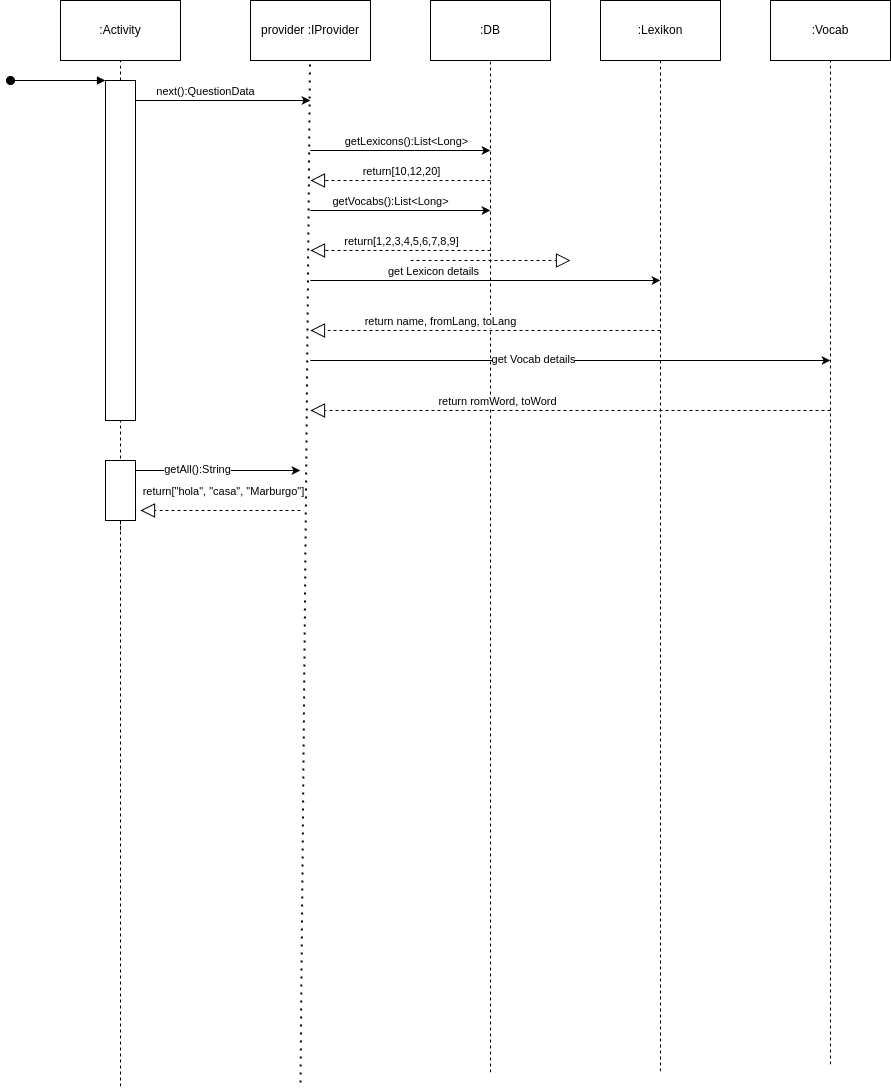 :Activity
provider :IProvider
:DB
:Lexikon
:Vocab
next():QuestionData
getLexicons():List<Long>
return[10,12,20]
getVocabs():List<Long>
return[1,2,3,4,5,6,7,8,9]
get Lexicon details
return name, fromLang, toLang
get Vocab details
return romWord, toWord
getAll():String
return["hola", "casa", "Marburgo"]